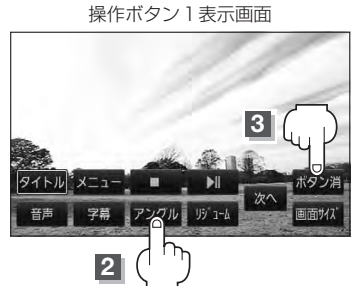 操作ボタン1表示画面
3
タイトル メニュー ■ ▶II ボタン消
次へ
音声 字幕 アングル ﾘｼﾞｭｰﾑ 画面ｻｲｽﾞ
2